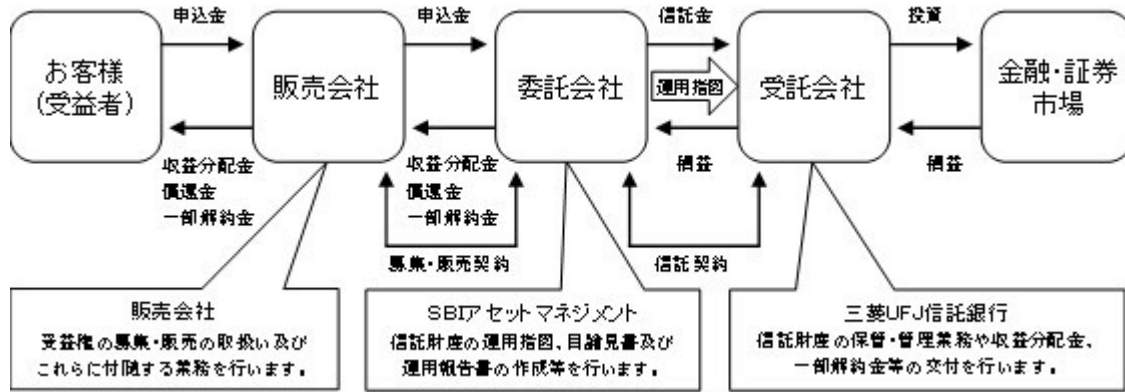 申込金
申込金
信託金
投資
お客様
(受益者)
販売会社
委託会社
運用指図
受託会社
金融・証券
市場
収益分配金
償還金
一部解約金
収益分配金
償還金
一部解約金
損益
損益
募集・販売契約
信託契約
販売会社
受益権の募集・販売の取扱い及び
これらに付随する業務を行います。
SBIアセットマネジメント
信託財産の運用指図、目論見書及び
運用報告書の作成等を行います。
三菱UFJ信託銀行
信託財産の保管・管理業務や収益分配金、
一部解約金等の交付を行います。